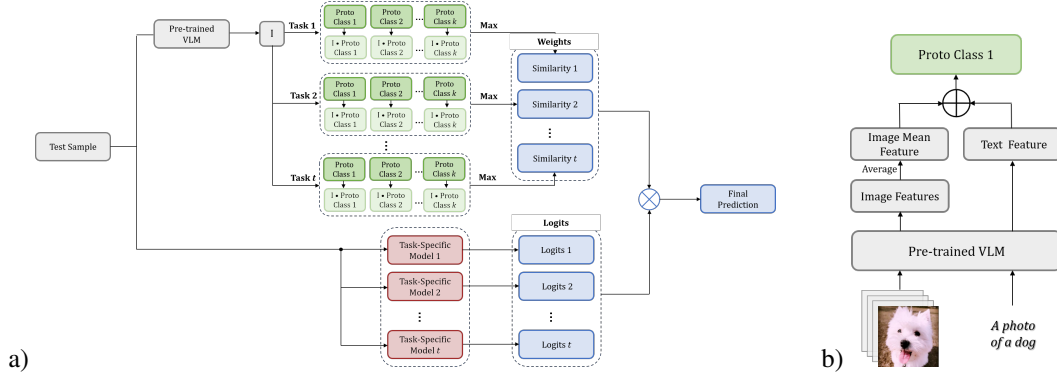 Test Sample
Pre-trained
VLM
I
Task 1
Proto
Class 1
Proto
Class 2
...
Proto
Class k
I • Proto
Class 1
I • Proto
Class 2
...
I • Proto
Class k
Max
Task 2
Proto
Class 1
Proto
Class 2
...
Proto
Class k
I • Proto
Class 1
I • Proto
Class 2
...
I • Proto
Class k
Max
...
Task t
Proto
Class 1
Proto
Class 2
...
Proto
Class k
I • Proto
Class 1
I • Proto
Class 2
...
I • Proto
Class k
Max
Weights
Similarity 1
Similarity 2
...
Similarity t
Task-Specific
Model 1
Task-Specific
Model 2
...
Task-Specific
Model t
Logits
Logits 1
Logits 2
...
Logits t
Final
Prediction
a)
Proto Class 1
Image Mean
Feature
Text Feature
Average
Image Features
Pre-trained VLM
A photo
of a dog
b)